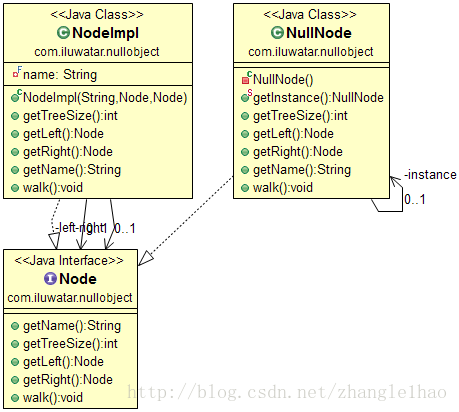 <<Java Class>>
NodeImpl
com.iluwatar.nullobject
name: String
NodeImpl(String,Node,Node)
getTreeSize():int
getLeft():Node
getRight():Node
getName():String
walk():void
<<Java Class>>
NullNode
com.iluwatar.nullobject
NullNode()
getInstance():NullNode
getTreeSize():int
getLeft():Node
getRight():Node
getName():String
walk():void
-instance
0..1
-left
-right
0..1
0..1
<<Java Interface>>
Node
com.iluwatar.nullobject
getName():String
getTreeSize():int
getLeft():Node
getRight():Node
walk():void
http://blog.csdn.net/zhangleihao